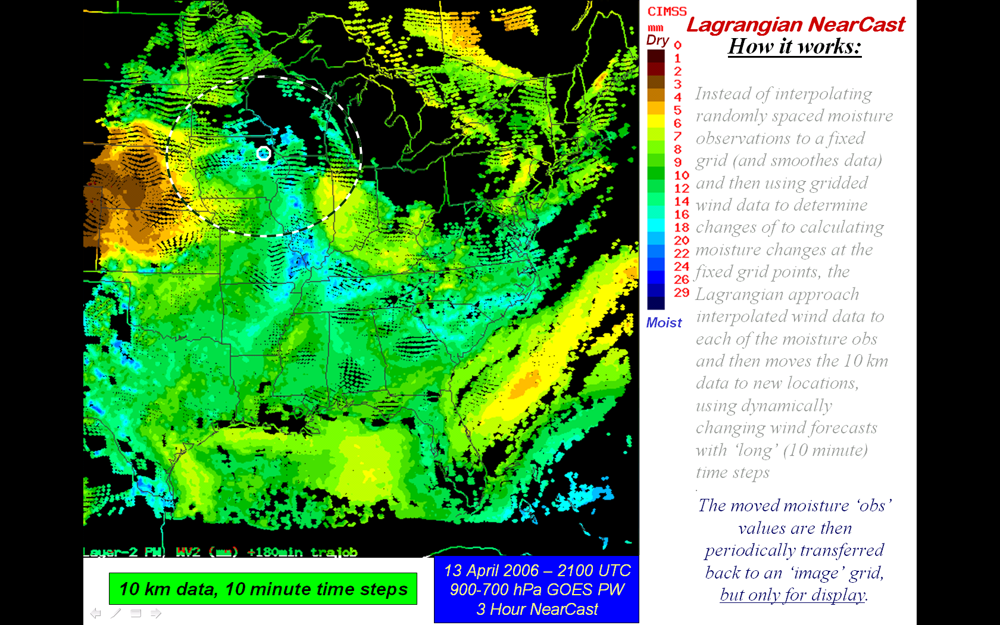 CIMSS
mm
Dry
0
1
2
3
4
5
6
7
8
9
10
12
14
16
18
20
22
24
26
29
Moist
Lagrangian NearCast
How it works:
Instead of interpolating
randomly spaced moisture
observations to a fixed
grid (and smoothes data)
and then using gridded
wind data to determine
changes of to calculating
moisture changes at the
fixed grid points, the
Lagrangian approach
interpolated wind data to
each of the moisture obs
and then moves the 10 km
data to new locations,
using dynamically
changing wind forecasts
with ‘long’ (10 minute)
time steps
.
The moved moisture ‘obs’
values are then
periodically transferred
back to an ‘image’ grid,
but only for display.
Layer-2 PW WV2 (mm) +180min trajob
10 km data, 10 minute time steps
13 April 2006 – 2100 UTC
900-700 hPa GOES PW
3 Hour NearCast